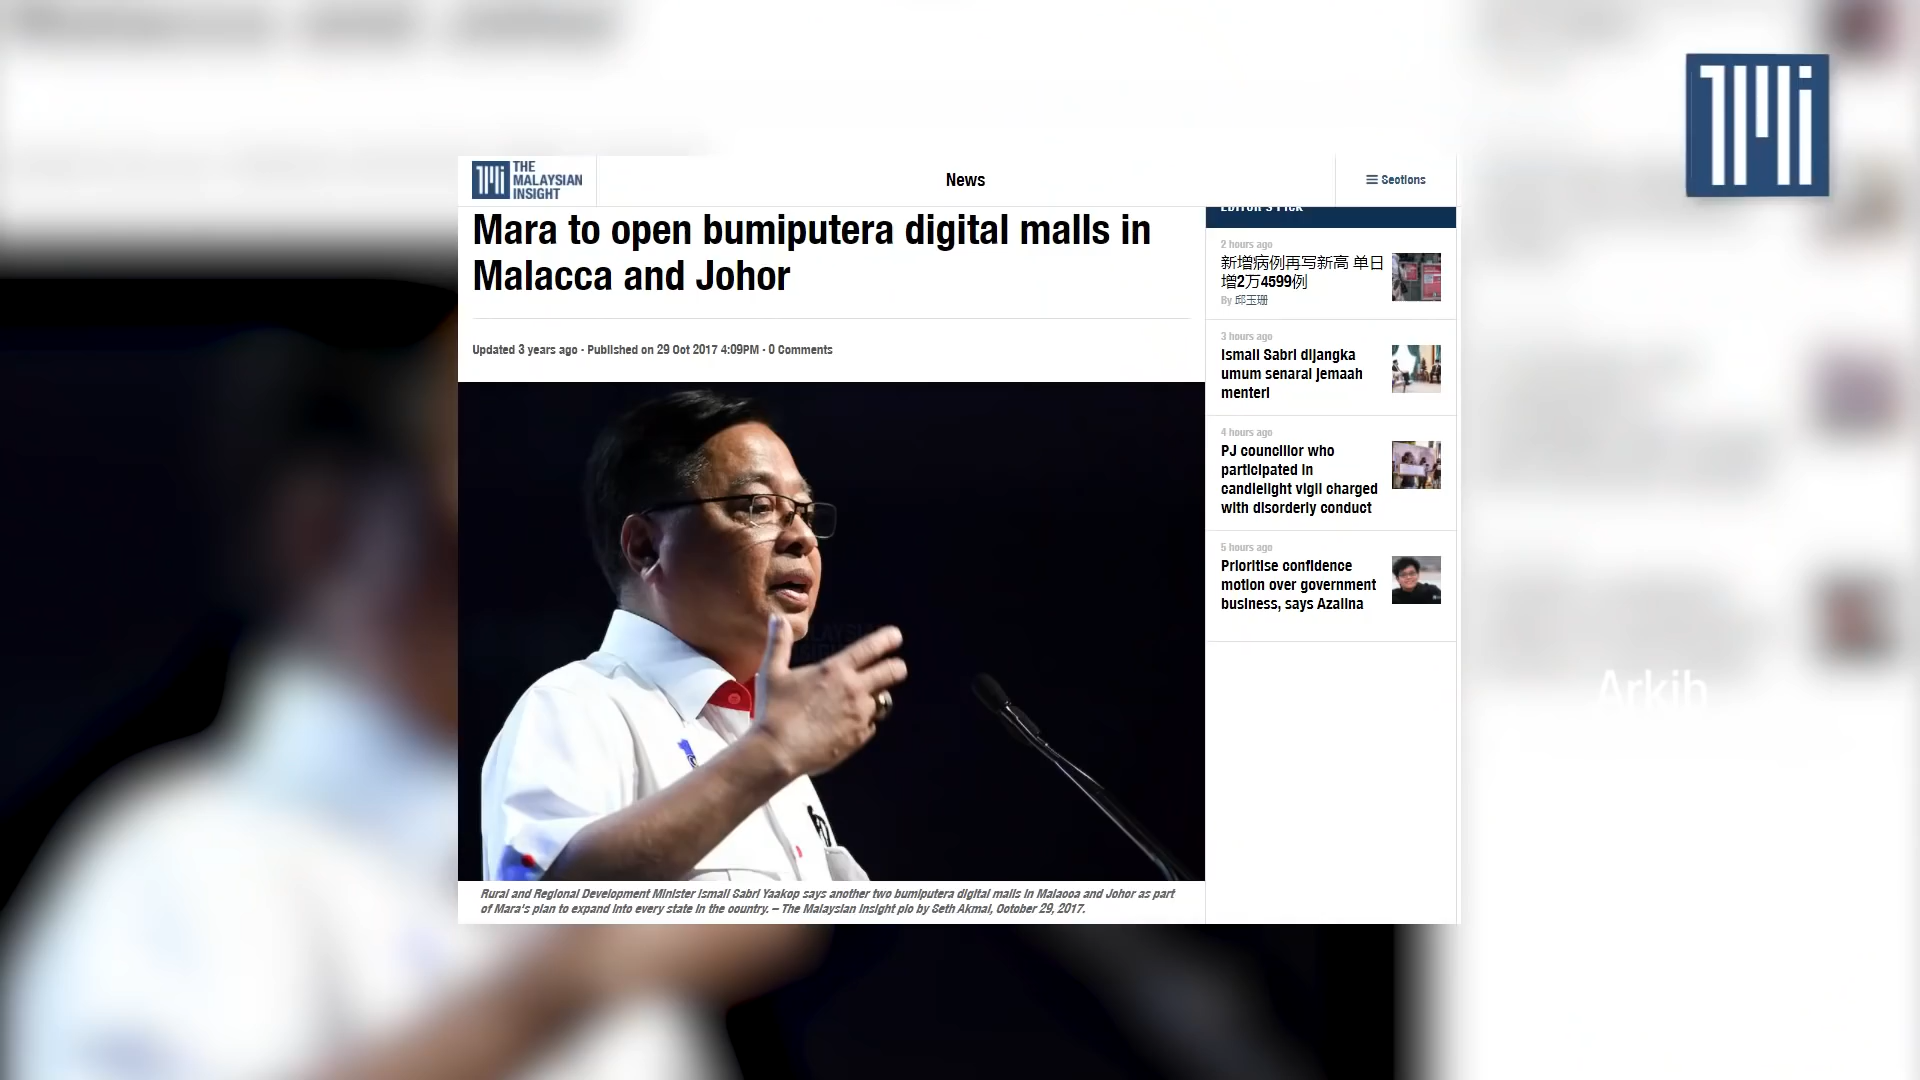 THE
MALAYSIAN
INSIGHT
News
Sections
Mara to open bumiputera digital malls in
Malacca and Johor
Updated 3 years ago - Published on 29 Oct 2017 4:09PM - 0 Comments
Rural and Regional Development Minister Ismail Sabri Yaakop says another two bumiputera digital malls in Malacca and Johor as part
of Mara's plan to expand into every state in the country. – The Malaysian Insight pic by Seth Akmal, October 29, 2017.
EDITOR'S PICK
2 hours ago
新增病例再写新高 单日
增2万4599例
By 邱玉珊
3 hours ago
Ismail Sabri dijangka
umum senarai jemaah
menteri
4 hours ago
PJ councillor who
participated in
candlelight vigil charged
with disorderly conduct
5 hours ago
Prioritise confidence
motion over government
business, says Azalina
TMi
Arkib